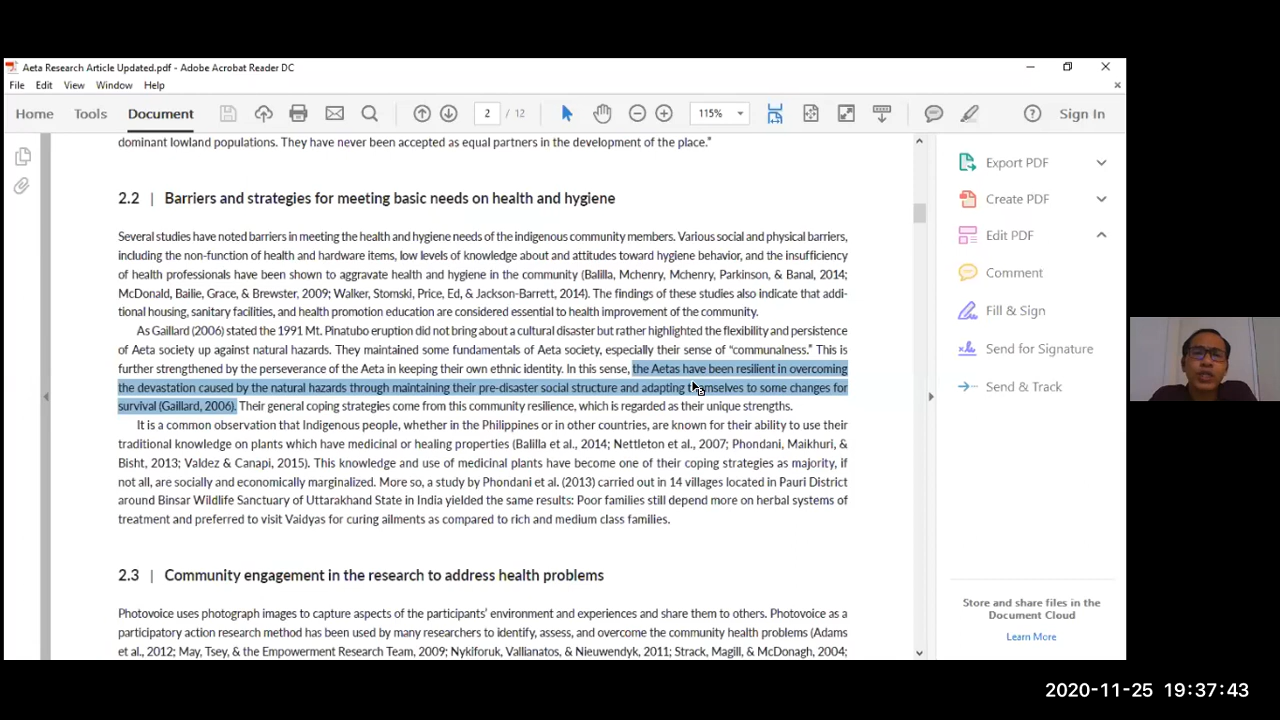 Aeta Research Article Updated.pdf - Adobe Acrobat Reader DC
File Edit View Window Help
Home Tools Document 2 / 12 115% Sign In
dominant lowland populations. They have never been accepted as equal partners in the development of the place."
2.2 | Barriers and strategies for meeting basic needs on health and hygiene
Several studies have noted barriers in meeting the health and hygiene needs of the indigenous community members. Various social and physical barriers,
including the non-function of health and hardware items, low levels of knowledge about and attitudes toward hygiene behavior, and the insufficiency
of health professionals have been shown to aggravate health and hygiene in the community (Balilla, Mchenry, Mchenry, Parkinson, & Banal, 2014;
McDonald, Bailie, Grace, & Brewster, 2009; Walker, Stomski, Price, Ed, & Jackson-Barrett, 2014). The findings of these studies also indicate that addi-
tional housing, sanitary facilities, and health promotion education are considered essential to health improvement of the community.
As Gaillard (2006) stated the 1991 Mt. Pinatubo eruption did not bring about a cultural disaster but rather highlighted the flexibility and persistence
of Aeta society up against natural hazards. They maintained some fundamentals of Aeta society, especially their sense of "communalness." This is
further strengthened by the perseverance of the Aeta in keeping their own ethnic identity. In this sense, the Aetas have been resilient in overcoming
the devastation caused by the natural hazards through maintaining their pre-disaster social structure and adapting themselves to some changes for
survival (Gaillard, 2006). Their general coping strategies come from this community resilience, which is regarded as their unique strengths.
It is a common observation that Indigenous people, whether in the Philippines or in other countries, are known for their ability to use their
traditional knowledge on plants which have medicinal or healing properties (Balilla et al., 2014; Nettleton et al., 2007; Phondani, Maikhuri, &
Bisht, 2013; Valdez & Canapi, 2015). This knowledge and use of medicinal plants have become one of their coping strategies as majority, if
not all, are socially and economically marginalized. More so, a study by Phondani et al. (2013) carried out in 14 villages located in Pauri District
around Binsar Wildlife Sanctuary of Uttarakhand State in India yielded the same results: Poor families still depend more on herbal systems of
treatment and preferred to visit Vaidyas for curing ailments as compared to rich and medium class families.
2.3 | Community engagement in the research to address health problems
Photovoice uses photograph images to capture aspects of the participants' environment and experiences and share them to others. Photovoice as a
participatory action research method has been used by many researchers to identify, assess, and overcome the community health problems (Adams
et al., 2012; May, Tsey, & the Empowerment Research Team, 2009; Nykiforuk, Vallianatos, & Nieuwendyk, 2011; Strack, Magill, & McDonagh, 2004;
Export PDF
Create PDF
Edit PDF
Comment
Fill & Sign
Send for Signature
Send & Track
Store and share files in the
Document Cloud
Learn More
2020-11-25 19:37:43